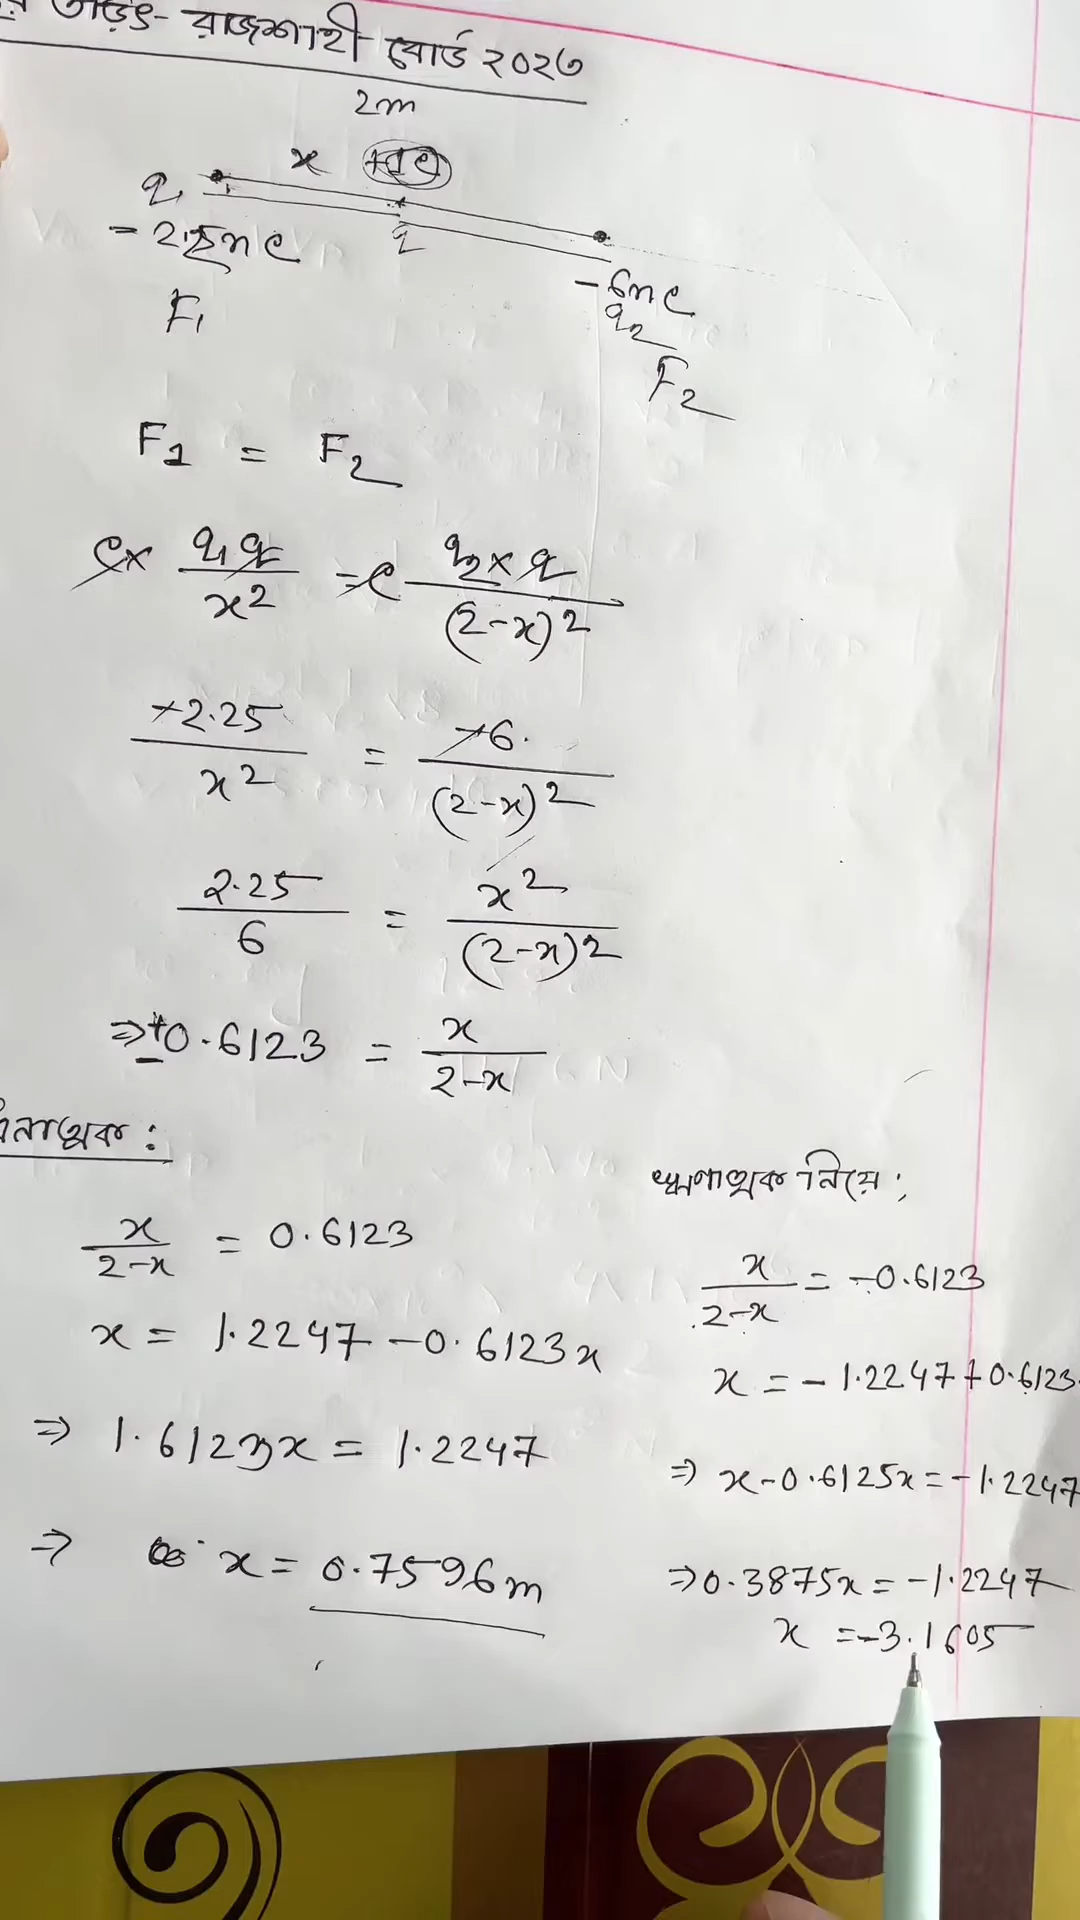 তড়িৎ - রাজশাহী বোর্ড ২০২৩
2m
x +1C
q₁
q
- 2.25nC
- 6nC
q₂
F₁
F₂
F1 = F2
C× q₁q/x² = C q₂×q/(2-x)²
-2.25/x² = -6/(2-x)²
2.25/6 = x²/(2-x)²
⇒ ±0.6123 = x/2-x
ধনাত্মক :
x/2-x = 0.6123
x = 1.2247 - 0.6123x
⇒ 1.6123x = 1.2247
⇒ x = 0.7596m
ঋণাত্মক নিয়ে ;
x/2-x = -0.6123
x = - 1.2247 + 0.6123
⇒ x - 0.6125x = - 1.2247
⇒ 0.3875x = - 1.2247
x = -3.1605